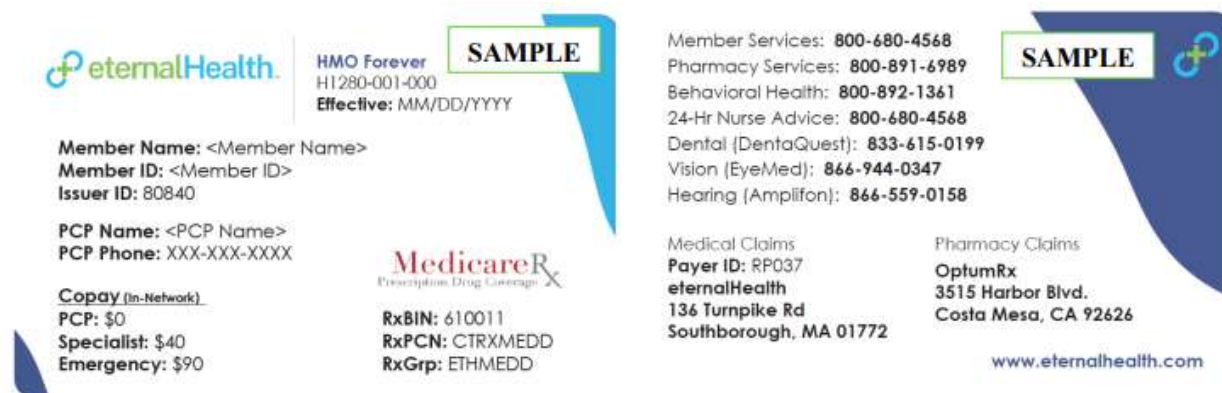 eternalHealth.
HMO Forever
H1280-001-000
Effective: MM/DD/YYYY
SAMPLE
Member Name: <Member Name>
Member ID: <Member ID>
Issuer ID: 80840
PCP Name: <PCP Name>
PCP Phone: XXX-XXX-XXXX
Copay (In-Network)
PCP: $0
Specialist: $40
Emergency: $90
MedicareRx
Prescription Drug Coverage
RxBIN: 610011
RxPCN: CTRXMEDD
RxGrp: ETHMEDD
Member Services: 800-680-4568
Pharmacy Services: 800-891-6989
Behavioral Health: 800-892-1361
24-Hr Nurse Advice: 800-680-4568
Dental (DentaQuest): 833-615-0199
Vision (EyeMed): 866-944-0347
Hearing (Amplifon): 866-559-0158
SAMPLE
Medical Claims
Payer ID: RP037
eternalHealth
136 Turnpike Rd
Southborough, MA 01772
Pharmacy Claims
OptumRx
3515 Harbor Blvd.
Costa Mesa, CA 92626
www.eternalhealth.com